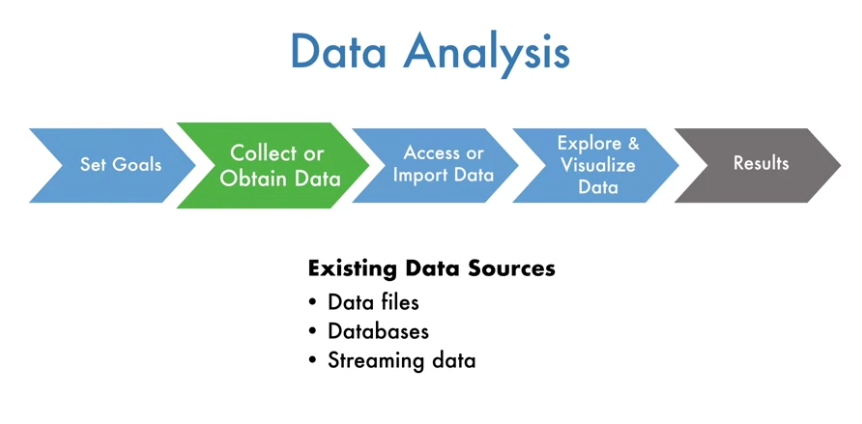 Data Analysis
Set Goals
Collect or
Obtain Data
Access or
Import Data
Explore &
Visualize
Data
Results
Existing Data Sources
• Data files
• Databases
• Streaming data